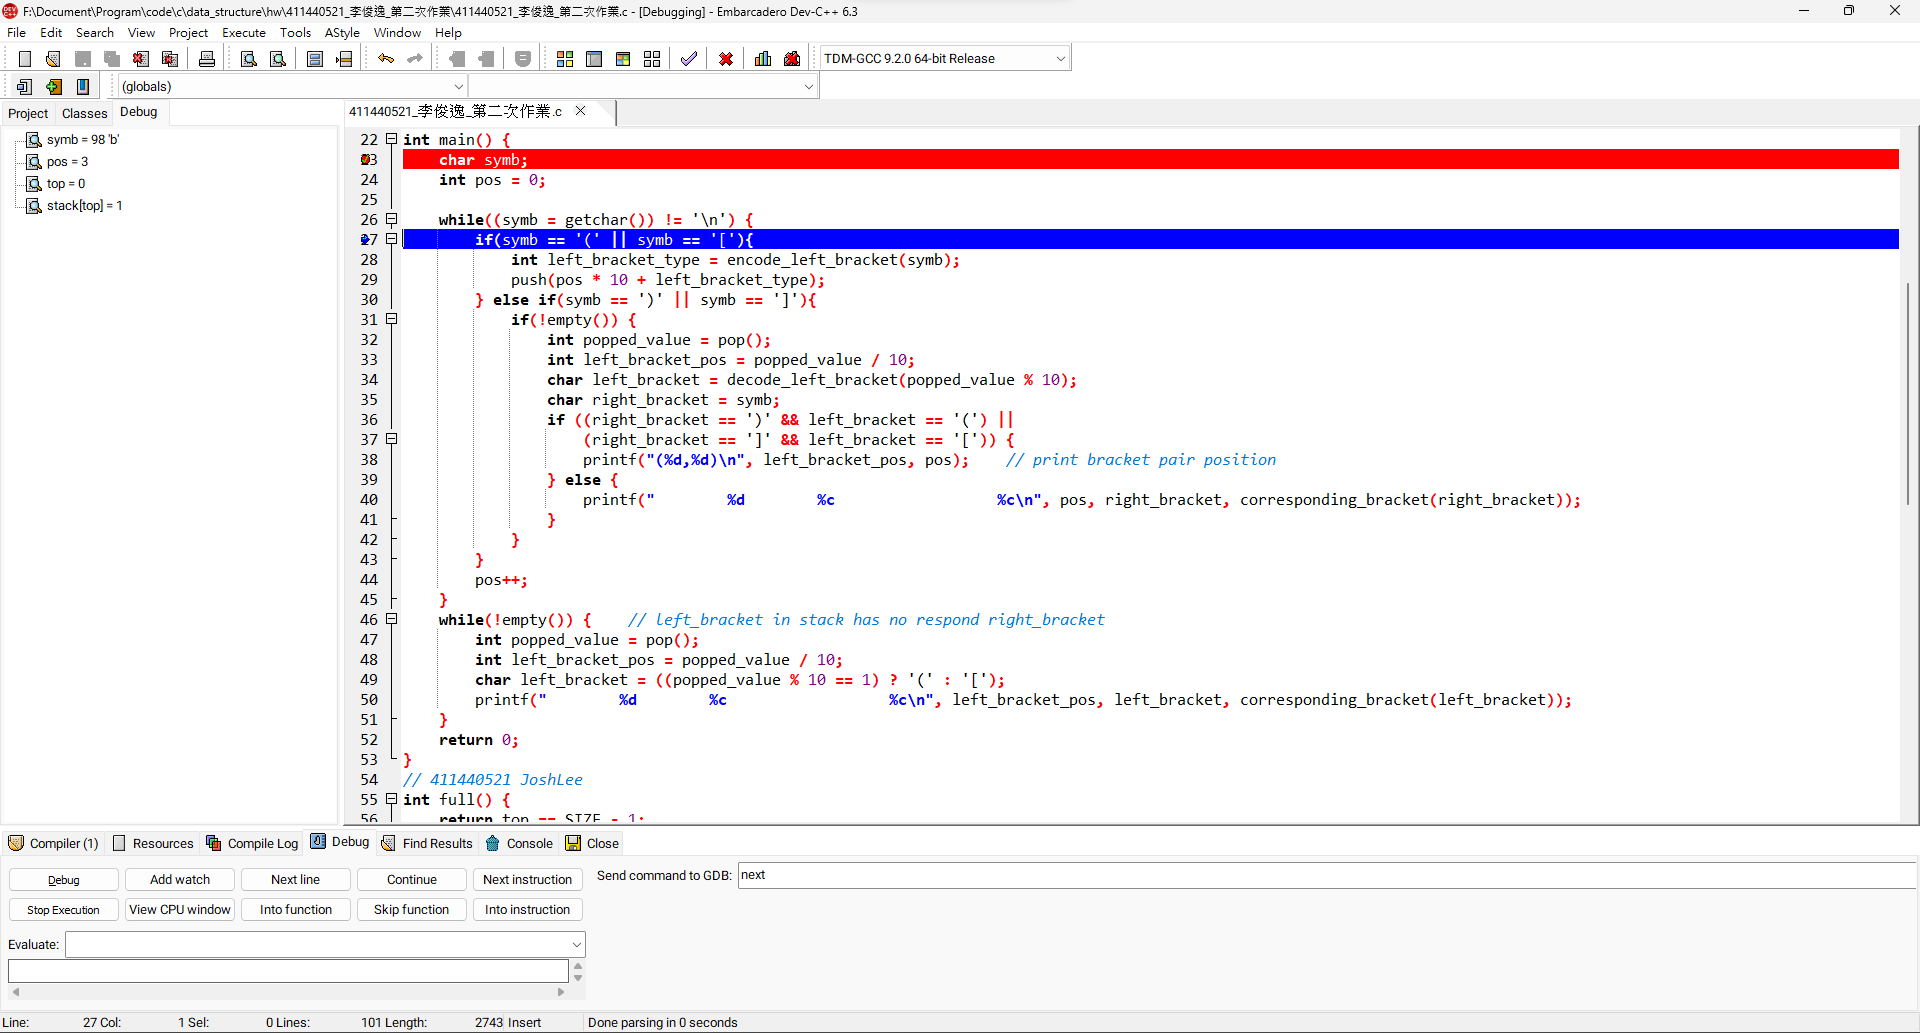 F:\Document\Program\code\c\data_structure\hw\411440521_李俊逸_第二次作業\411440521_李俊逸_第二次作業.c - [Debugging] - Embarcadero Dev-C++ 6.3
File Edit Search View Project Execute Tools AStyle Window Help
TDM-GCC 9.2.0 64-bit Release
(globals)
Project Classes Debug
symb = 98 'b'
pos = 3
top = 0
stack[top] = 1
411440521_李俊逸_第二次作業.c
22 int main() {
23     char symb;
24     int pos = 0;
25
26     while((symb = getchar()) != '\n') {
27         if(symb == '(' || symb == '['){
28             int left_bracket_type = encode_left_bracket(symb);
29             push(pos * 10 + left_bracket_type);
30         } else if(symb == ')' || symb == ']'){
31             if(!empty()) {
32                 int popped_value = pop();
33                 int left_bracket_pos = popped_value / 10;
34                 char left_bracket = decode_left_bracket(popped_value % 10);
35                 char right_bracket = symb;
36                 if ((right_bracket == ')' && left_bracket == '(') ||
37                     (right_bracket == ']' && left_bracket == '[')) {
38                     printf("(%d,%d)\n", left_bracket_pos, pos);    // print bracket pair position
39                 } else {
40                     printf("        %d        %c                  %c\n", pos, right_bracket, corresponding_bracket(right_bracket));
41                 }
42             }
43         }
44         pos++;
45     }
46     while(!empty()) {    // left_bracket in stack has no respond right_bracket
47         int popped_value = pop();
48         int left_bracket_pos = popped_value / 10;
49         char left_bracket = ((popped_value % 10 == 1) ? '(' : '[');
50         printf("        %d        %c                  %c\n", left_bracket_pos, left_bracket, corresponding_bracket(left_bracket));
51     }
52     return 0;
53 }
54 // 411440521 JoshLee
55 int full() {
56     return top == SIZE - 1;
Compiler (1) Resources Compile Log Debug Find Results Console Close
Debug Add watch Next line Continue Next instruction Send command to GDB: next
Stop Execution View CPU window Into function Skip function Into instruction
Evaluate:
Line: 27 Col: 1 Sel: 0 Lines: 101 Length: 2743 Insert Done parsing in 0 seconds